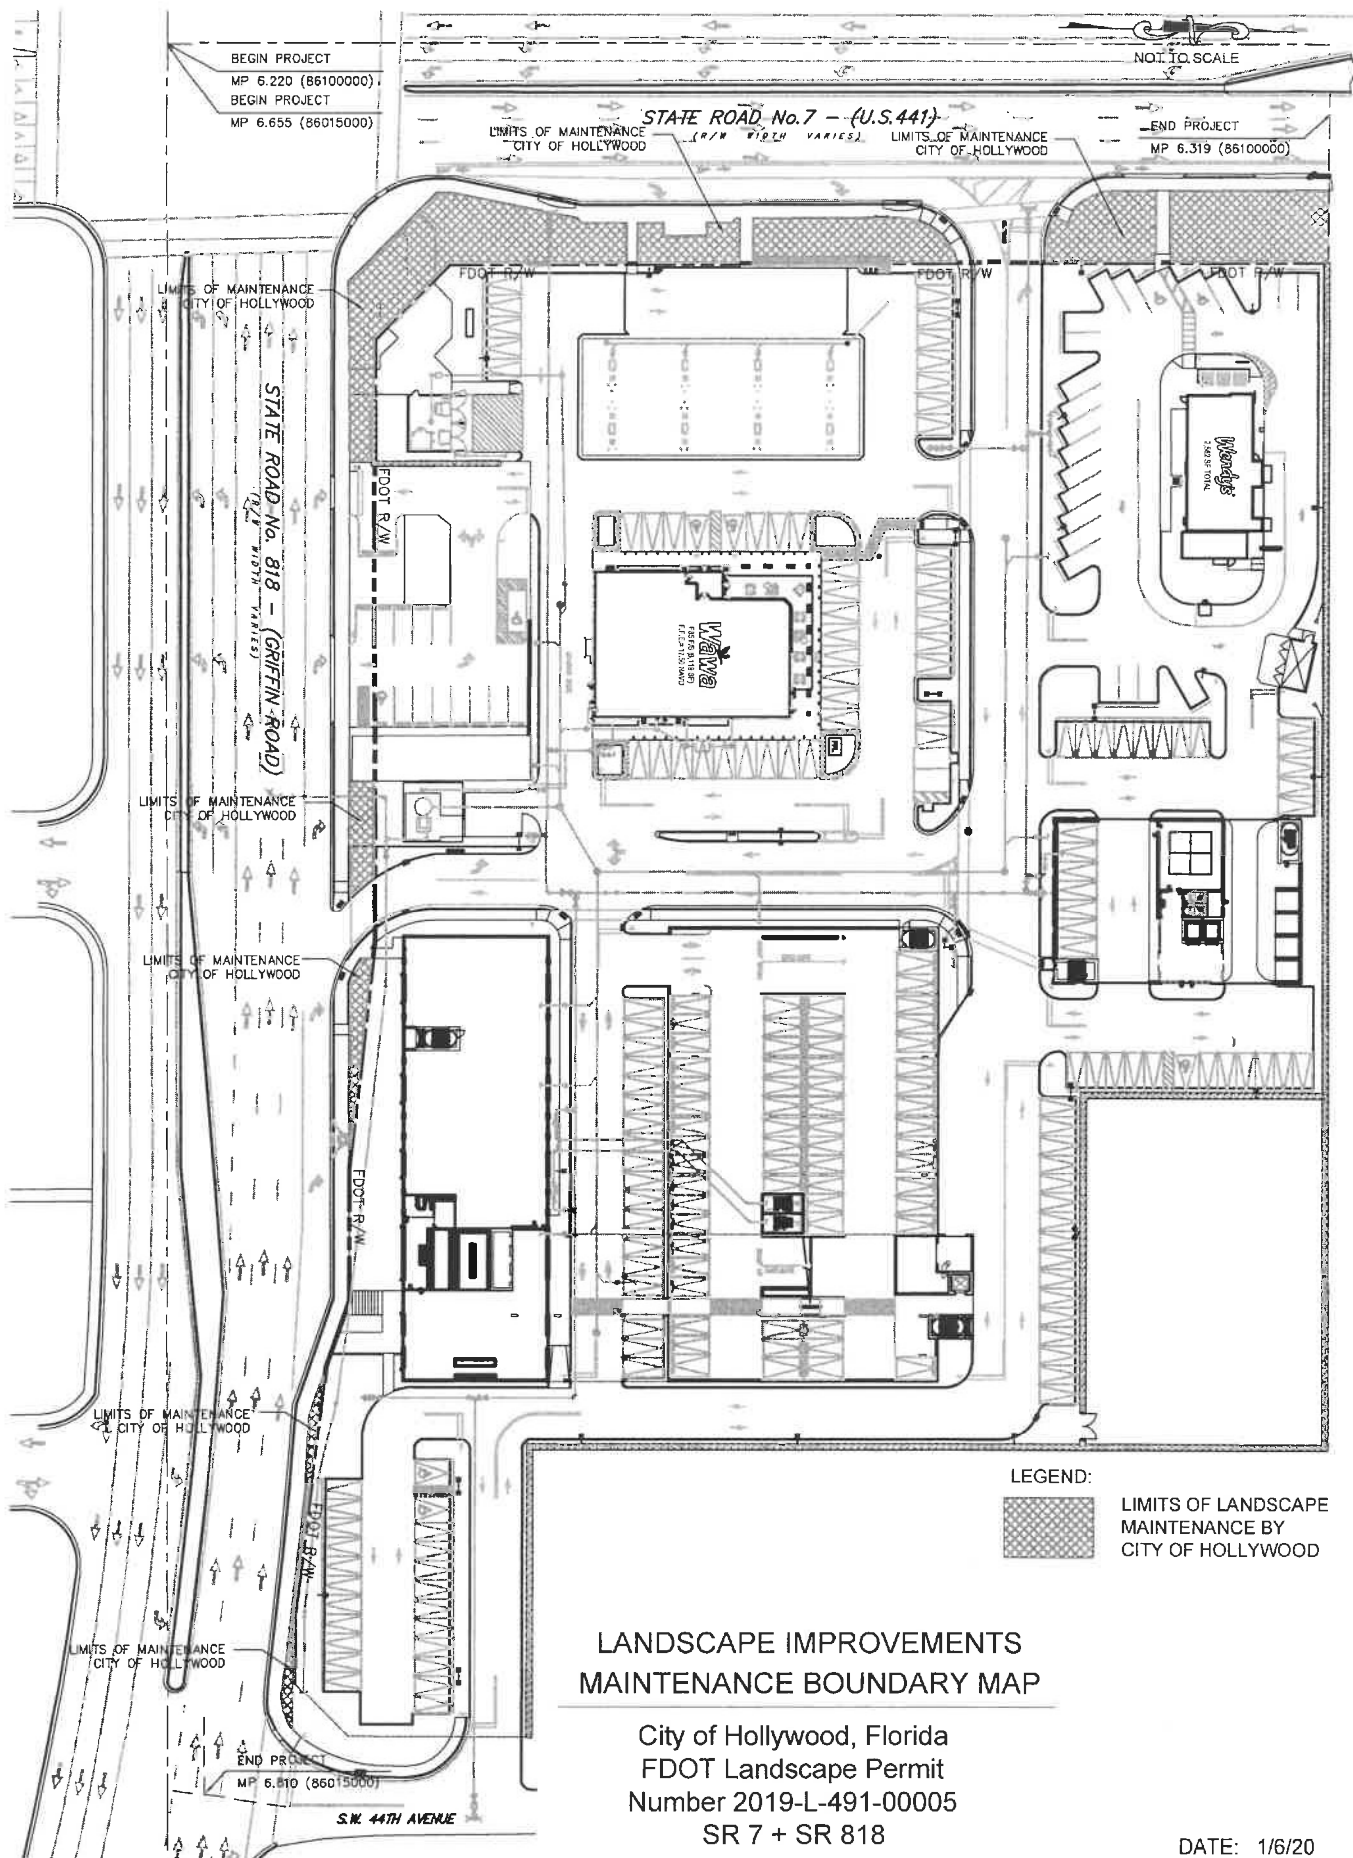 BEGIN PROJECT
MP 6.220 (86100000)
BEGIN PROJECT
MP 6.655 (86015000)
NOT TO SCALE
STATE ROAD No.7 - (U.S.441)
(R/W WIDTH VARIES)
LIMITS OF MAINTENANCE
CITY OF HOLLYWOOD
LIMITS OF MAINTENANCE
CITY OF HOLLYWOOD
END PROJECT
MP 6.319 (86100000)
FDOT R/W
FDOT R/W
FDOT R/W
LIMITS OF MAINTENANCE
CITY OF HOLLYWOOD
STATE ROAD No. 818 - (GRIFFIN ROAD)
(R/W WIDTH VARIES)
FDOT R/W
Wendy's
Wawa
LIMITS OF MAINTENANCE
CITY OF HOLLYWOOD
LIMITS OF MAINTENANCE
CITY OF HOLLYWOOD
FDOT R/W
LIMITS OF MAINTENANCE
CITY OF HOLLYWOOD
FDOT R/W
LIMITS OF MAINTENANCE
CITY OF HOLLYWOOD
END PROJECT
MP 6.810 (86015000)
S.W. 44TH AVENUE
LEGEND:
LIMITS OF LANDSCAPE
MAINTENANCE BY
CITY OF HOLLYWOOD
LANDSCAPE IMPROVEMENTS
MAINTENANCE BOUNDARY MAP
City of Hollywood, Florida
FDOT Landscape Permit
Number 2019-L-491-00005
SR 7 + SR 818
DATE: 1/6/20